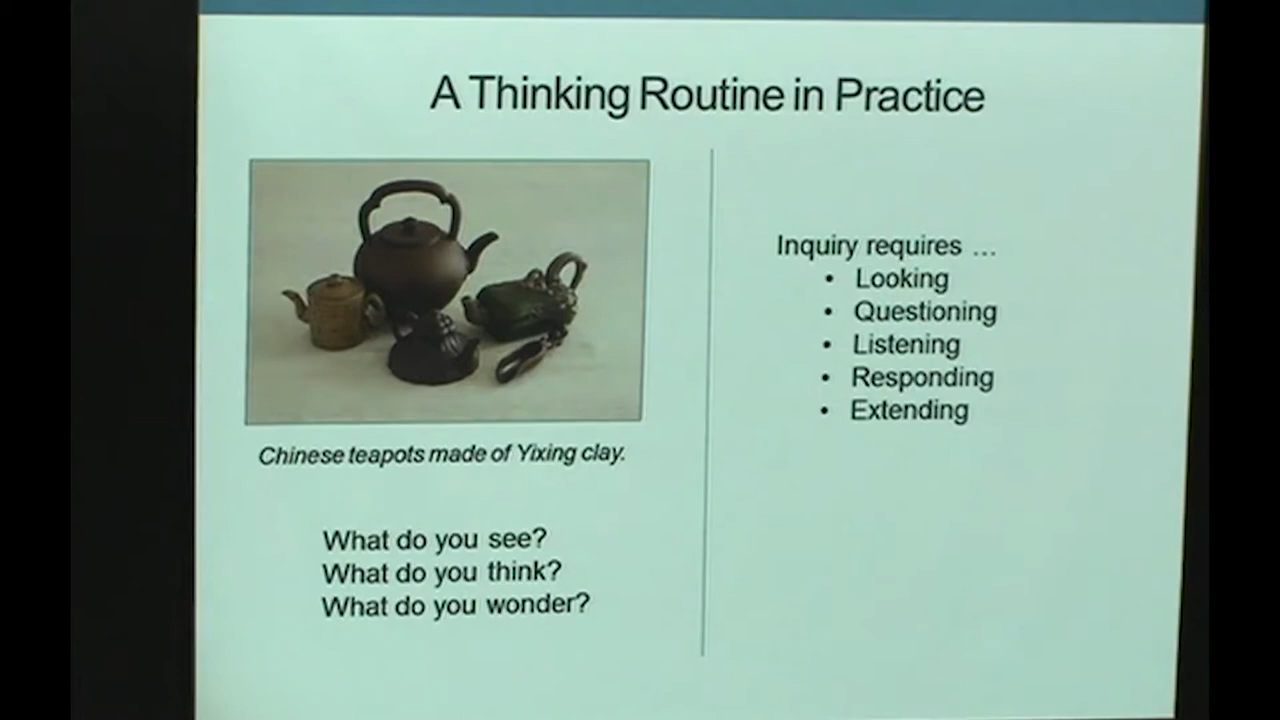 A Thinking Routine in Practice
Chinese teapots made of Yixing clay.
What do you see?
What do you think?
What do you wonder?
Inquiry requires ...
• Looking
• Questioning
• Listening
• Responding
• Extending